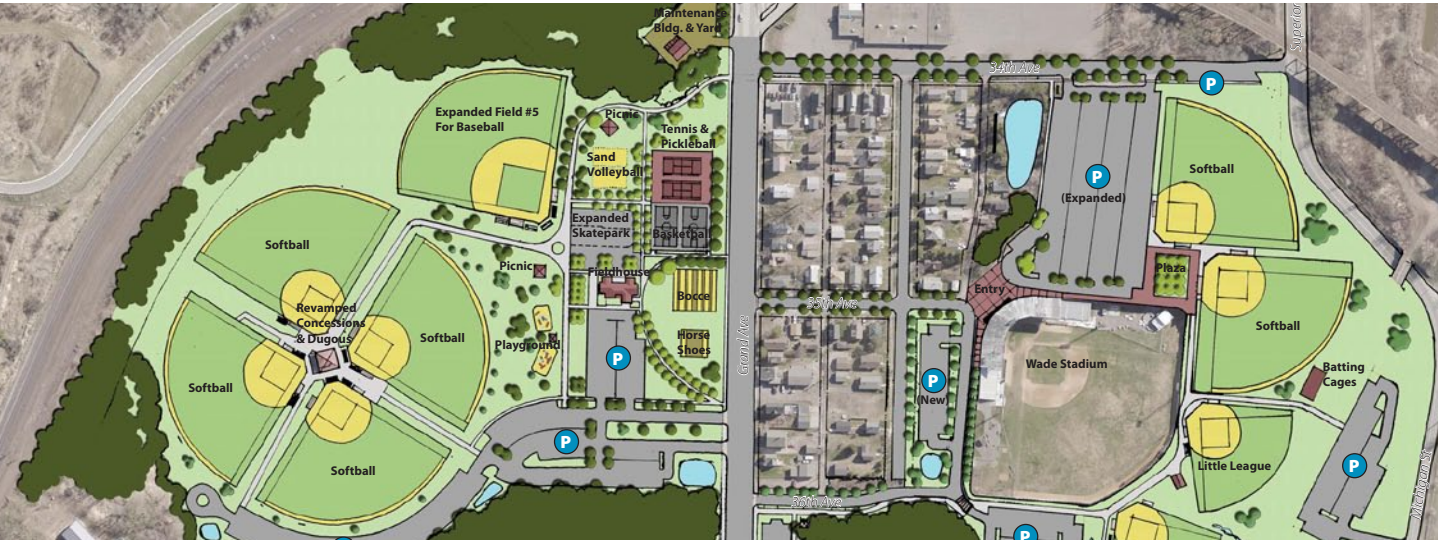 Maintenance
Bldg. & Yard
34th Ave
Superior
P
Expanded Field #5
For Baseball
Picnic
Tennis &
Pickleball
Sand
Volleyball
P
(Expanded)
Softball
Expanded
Skatepark
Basketball
Softball
Picnic
Fieldhouse
Plaza
Bocce
Entry
35th Ave
Revamped
Concessions
& Dugous
Softball
Playground
Horse
Shoes
Grand Ave
P
Softball
Wade Stadium
P
(New)
Batting
Cages
Softball
P
Softball
Little League
P
Michigan St
36th Ave
P